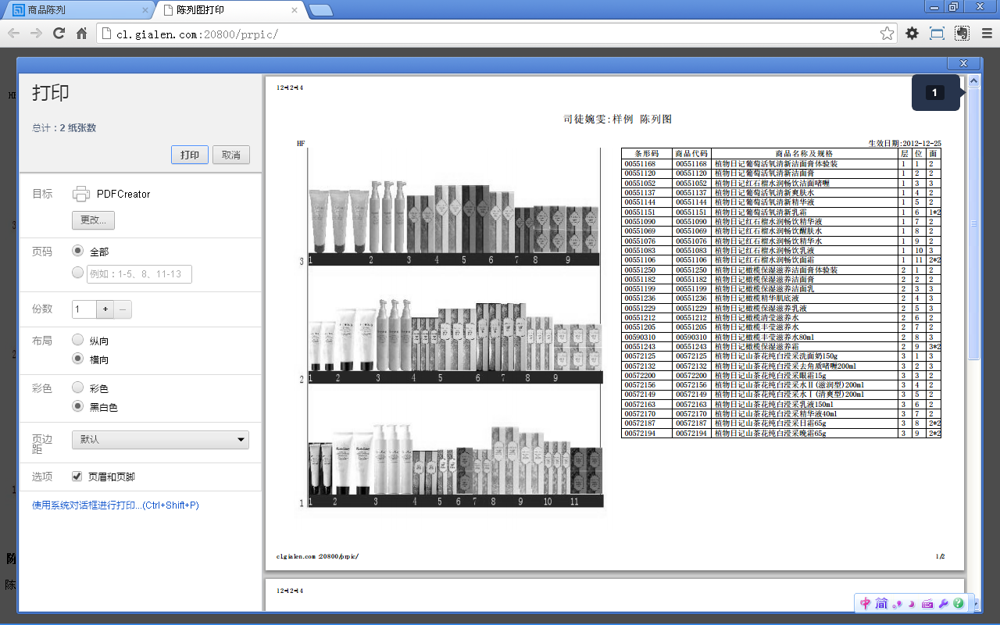 商品陈列
陈列图打印
cl.gialen.com:20800/prpic/
打印
总计：2 纸张数
打印
取消
目标
PDFCreator
更改...
页码
全部
例如：1-5、8、11-13
份数
1
布局
纵向
横向
彩色
彩色
黑白色
页边距
默认
选项
页眉和页脚
使用系统对话框进行打印...(Ctrl+Shift+P)
1
12-12-14
司徒婉雯:样例 陈列图
HF
生效日期:2012-12-25
条形码 商品代码 商品名称及规格 层 位 面
00551168 00551168 植物日记葡萄活氧清新洁面膏体验装 1 1 2
00551120 00551120 植物日记葡萄活氧清新洁面膏 1 2 2
00551052 00551052 植物日记红石榴水润畅饮洁面啫喱 1 3 3
00551137 00551137 植物日记葡萄活氧清新爽肤水 1 4 2
00551144 00551144 植物日记葡萄活氧清新精华液 1 5 2
00551151 00551151 植物日记葡萄活氧清新乳霜 1 6 1*2
00551090 00551090 植物日记红石榴水润畅饮精华液 1 7 2
00551069 00551069 植物日记红石榴水润畅饮醒肤水 1 8 2
00551076 00551076 植物日记红石榴水润畅饮精华水 1 9 2
00551083 00551083 植物日记红石榴水润畅饮乳液 1 10 3
00551106 00551106 植物日记红石榴水润畅饮面霜 1 11 2*2
00551250 00551250 植物日记橄榄保湿滋养洁面膏体验装 2 1 2
00551182 00551182 植物日记橄榄保湿滋养洁面膏 2 2 2
00551199 00551199 植物日记橄榄保湿滋养洁面乳 2 3 3
00551236 00551236 植物日记橄榄精华肌底液 2 4 3
00551229 00551229 植物日记橄榄保湿滋养乳液 2 5 3
00551212 00551212 植物日记橄榄清莹滋养水 2 6 2
00551205 00551205 植物日记橄榄丰莹滋养水 2 7 2
00590310 00590310 植物日记橄榄丰莹滋养水80ml 2 8 3
00551243 00551243 植物日记橄榄保湿滋养霜 2 9 3*2
00572125 00572125 植物日记山茶花纯白滢采洗面奶150g 3 1 3
00572132 00572132 植物日记山茶花纯白滢采去角质啫喱200ml 3 2 3
00572200 00572200 植物日记山茶花纯白滢采眼霜15g 3 3 2
00572156 00572156 植物日记山茶花纯白滢采水Ⅱ(滋润型)200ml 3 4 2
00572149 00572149 植物日记山茶花纯白滢采水Ⅰ(清爽型)200ml 3 5 2
00572163 00572163 植物日记山茶花纯白滢采乳液150ml 3 6 2
00572170 00572170 植物日记山茶花纯白滢采精华液40ml 3 7 2
00572187 00572187 植物日记山茶花纯白滢采日霜65g 3 8 2*2
00572194 00572194 植物日记山茶花纯白滢采晚霜65g 3 9 2*2
3 1 2 3 4 5 6 7 8
2 1 2 3 4 5 6 7 8 9
1 1 2 3 4 5 6 7 8 9 10 11
cl.gialen.com:20800/prpic/
1/2
12-12-14
中 简